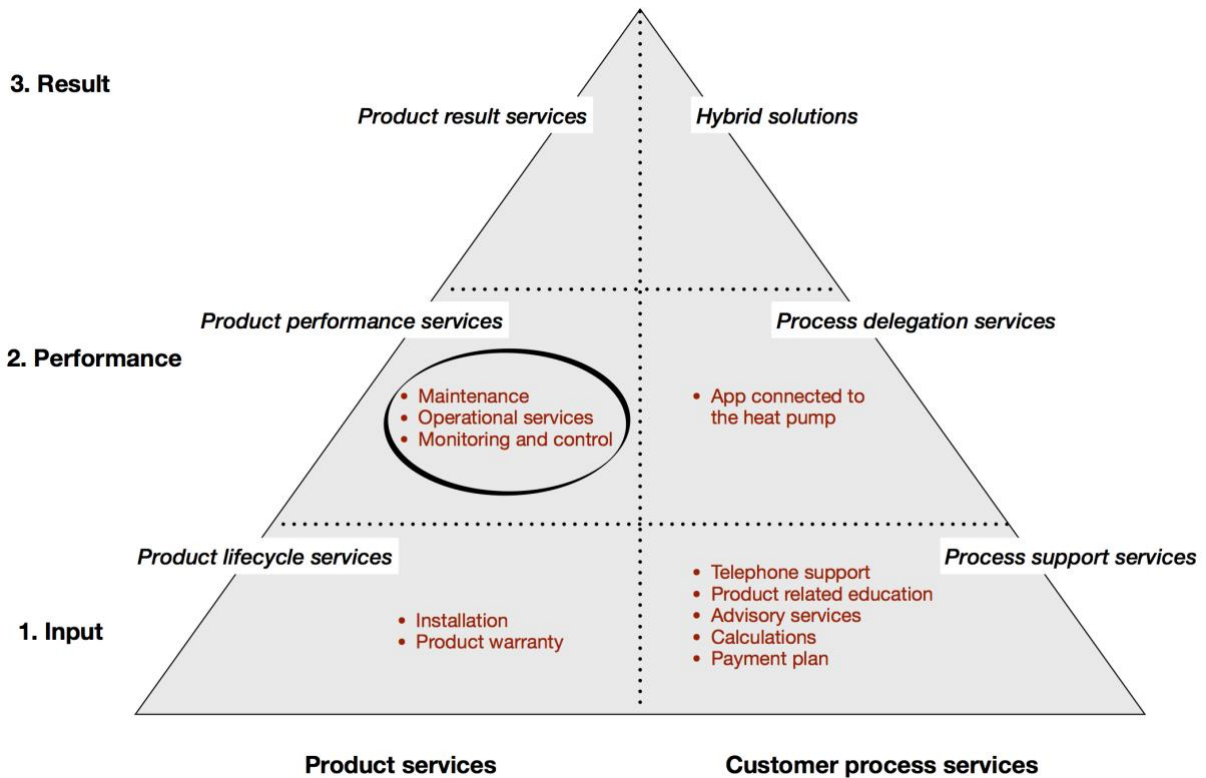 3. Result
Product result services
Hybrid solutions
Product performance services
Process delegation services
2. Performance
• Maintenance
• Operational services
• Monitoring and control
• App connected to
the heat pump
Product lifecycle services
Process support services
1. Input
• Installation
• Product warranty
• Telephone support
• Product related education
• Advisory services
• Calculations
• Payment plan
Product services
Customer process services